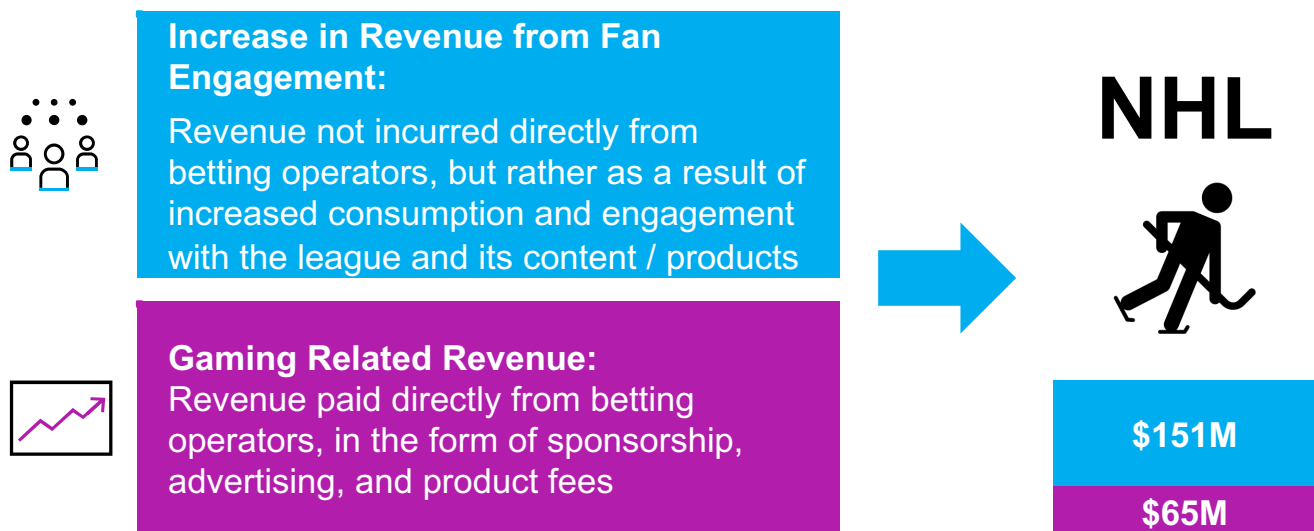 Increase in Revenue from Fan
Engagement:
Revenue not incurred directly from
betting operators, but rather as a result of
increased consumption and engagement
with the league and its content / products
Gaming Related Revenue:
Revenue paid directly from betting
operators, in the form of sponsorship,
advertising, and product fees
NHL
$151M
$65M